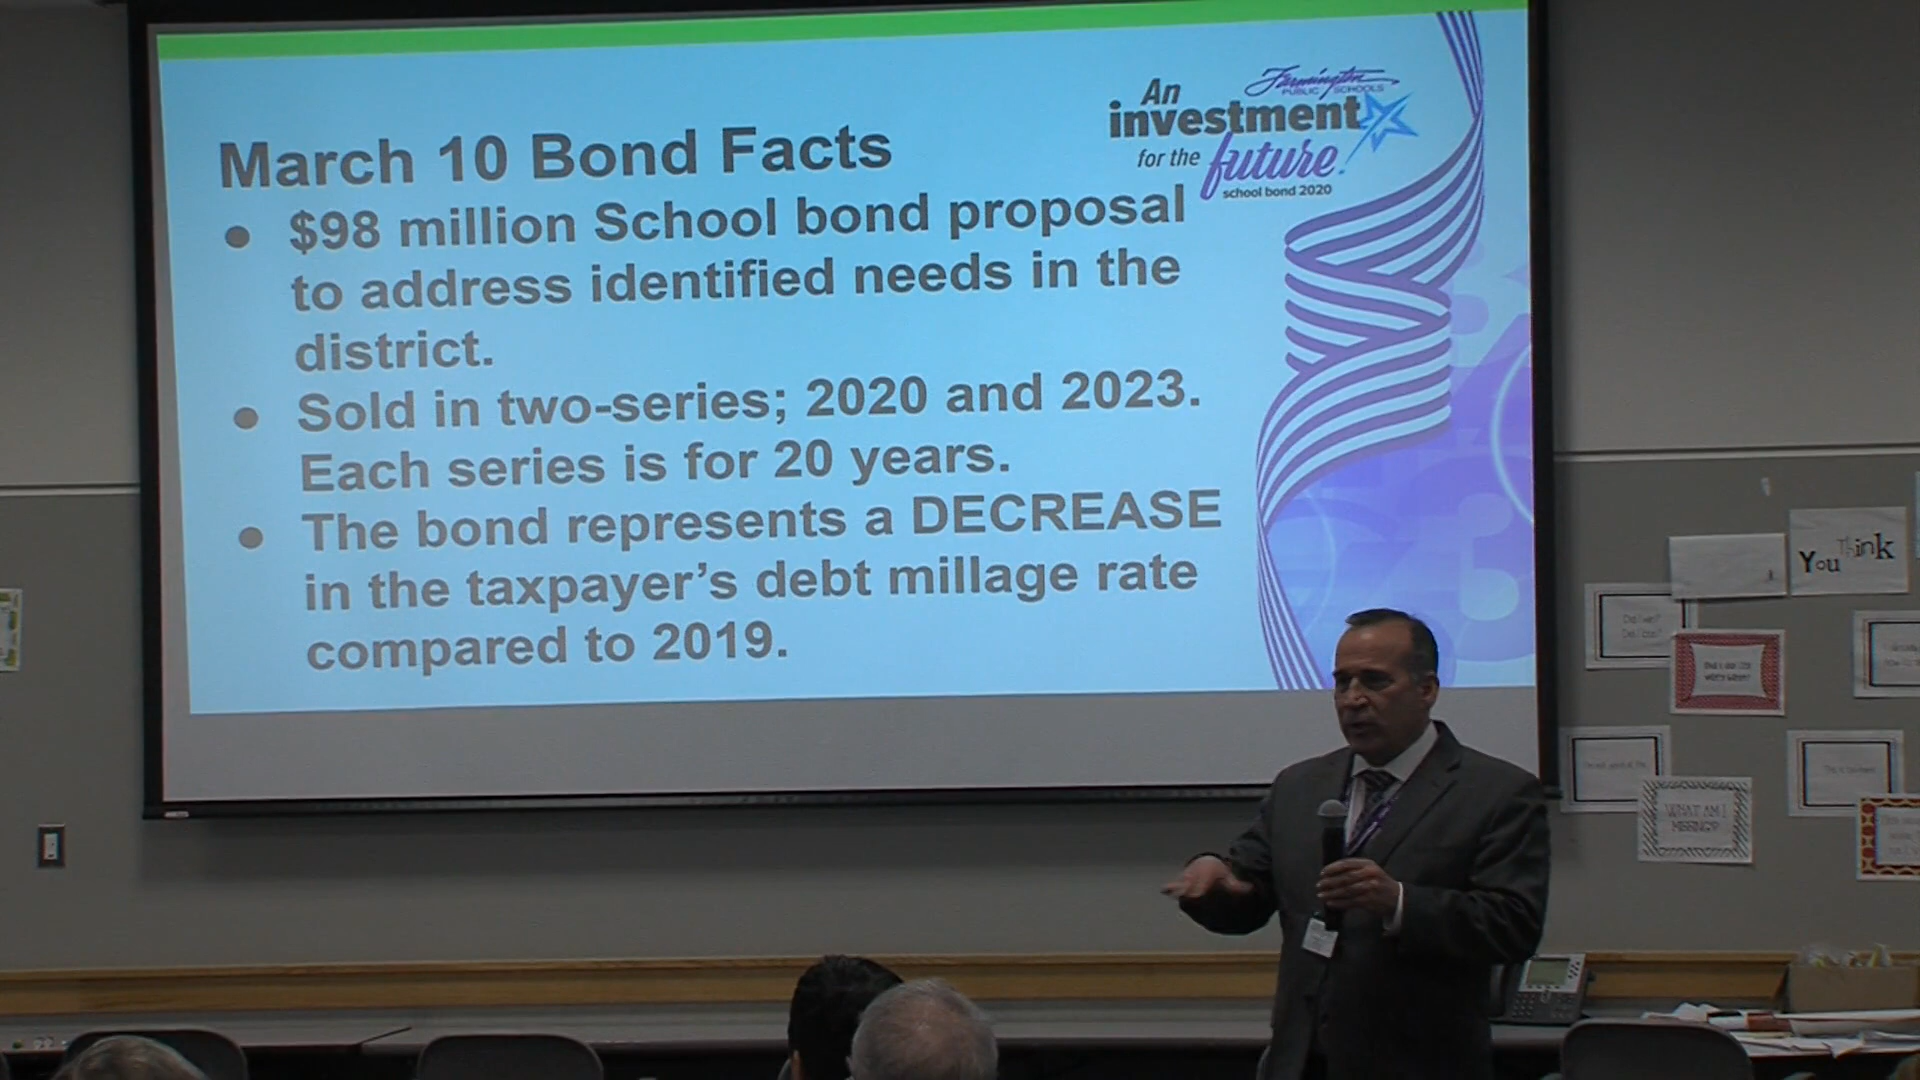 Farmington
PUBLIC SCHOOLS
An
investment
for the future.
school bond 2020
March 10 Bond Facts
● $98 million School bond proposal
to address identified needs in the
district.
● Sold in two-series; 2020 and 2023.
Each series is for 20 years.
● The bond represents a DECREASE
in the taxpayer’s debt millage rate
compared to 2019.
You Think
WHAT AM I
MISSING?